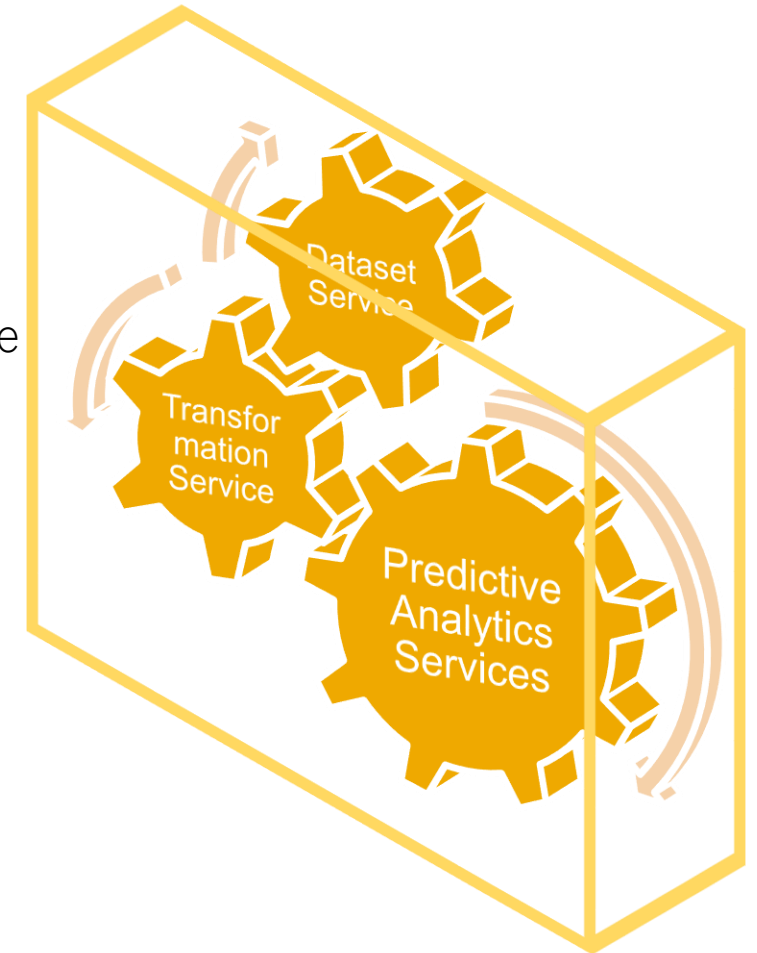 e
Dataset
Service
Transfor
mation
Service
Predictive
Analytics
Services